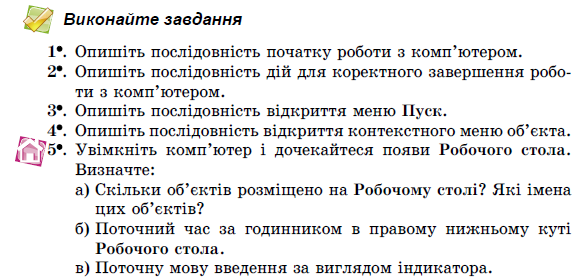 Виконайте завдання
1•. Опишіть послідовність початку роботи з комп’ютером.
2•. Опишіть послідовність дій для коректного завершення робо-
ти з комп’ютером.
3•. Опишіть послідовність відкриття меню Пуск.
4•. Опишіть послідовність відкриття контекстного меню об’єкта.
5•. Увімкніть комп’ютер і дочекайтеся появи Робочого стола.
Визначте:
а) Скільки об’єктів розміщено на Робочому столі? Які імена
цих об’єктів?
б) Поточний час за годинником в правому нижньому куті
Робочого стола.
в) Поточну мову введення за виглядом індикатора.